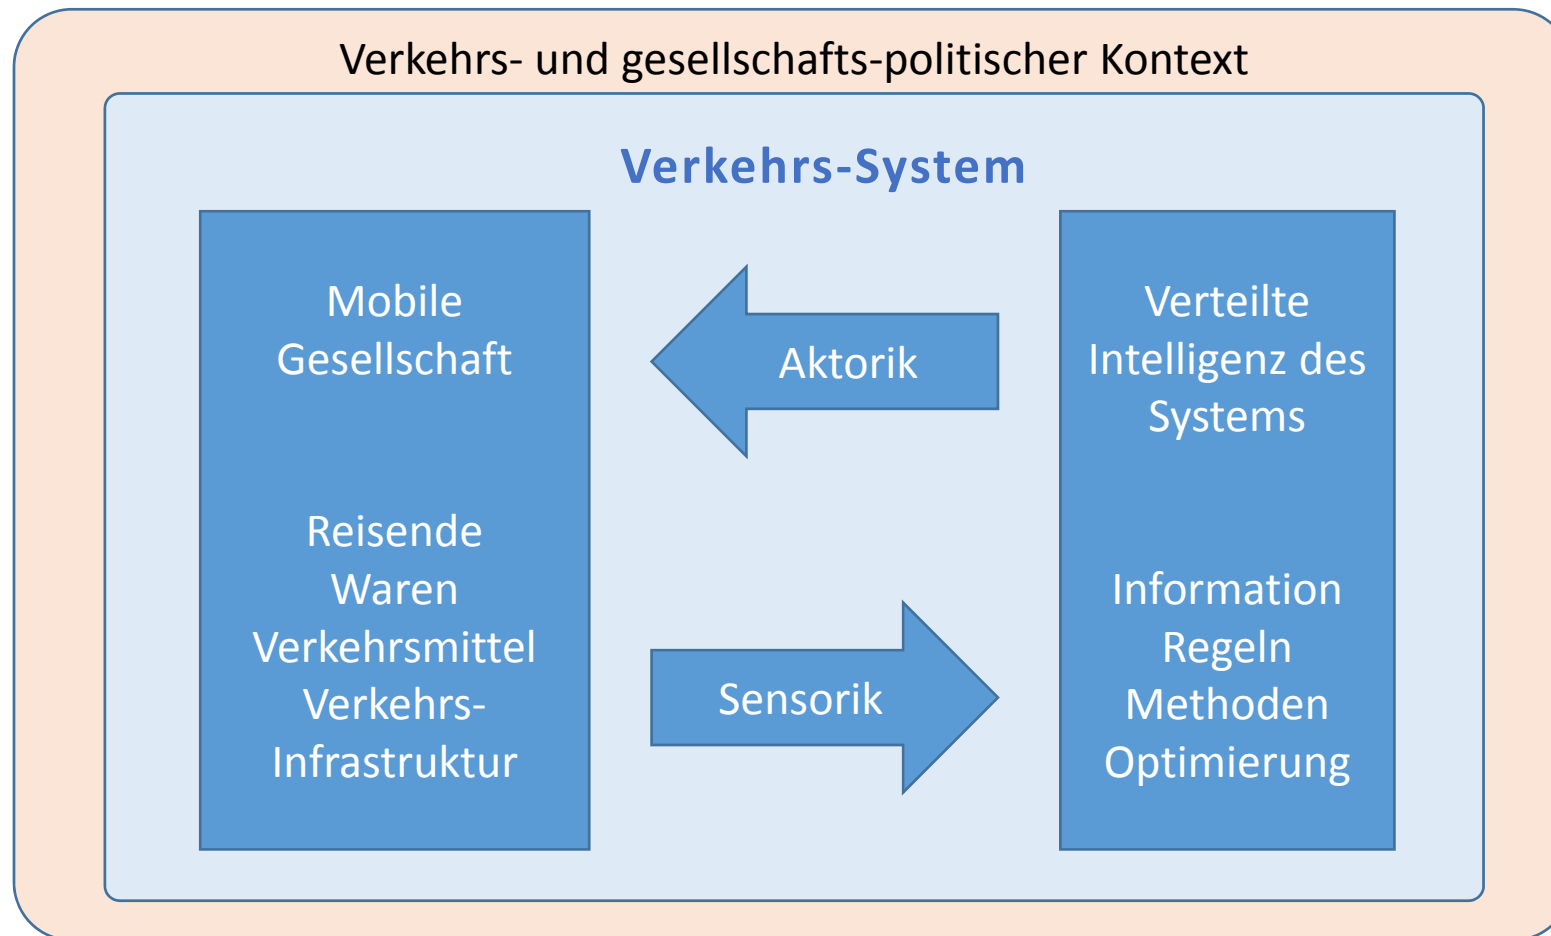 Verkehrs- und gesellschafts-politischer Kontext
Verkehrs-System
Mobile
Gesellschaft
Reisende
Waren
Verkehrsmittel
Verkehrs-
Infrastruktur
Aktorik
Sensorik
Verteilte
Intelligenz des
Systems
Information
Regeln
Methoden
Optimierung